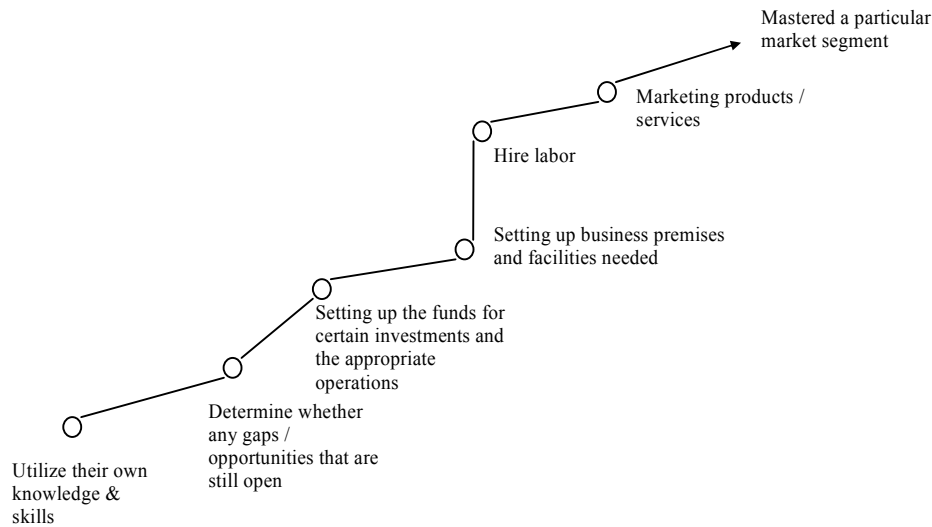 Mastered a particular
market segment
Marketing products /
services
Hire labor
Setting up business premises
and facilities needed
Setting up the funds for
certain investments and
the appropriate
operations
Determine whether
any gaps /
opportunities that are
still open
Utilize their own
knowledge &
skills